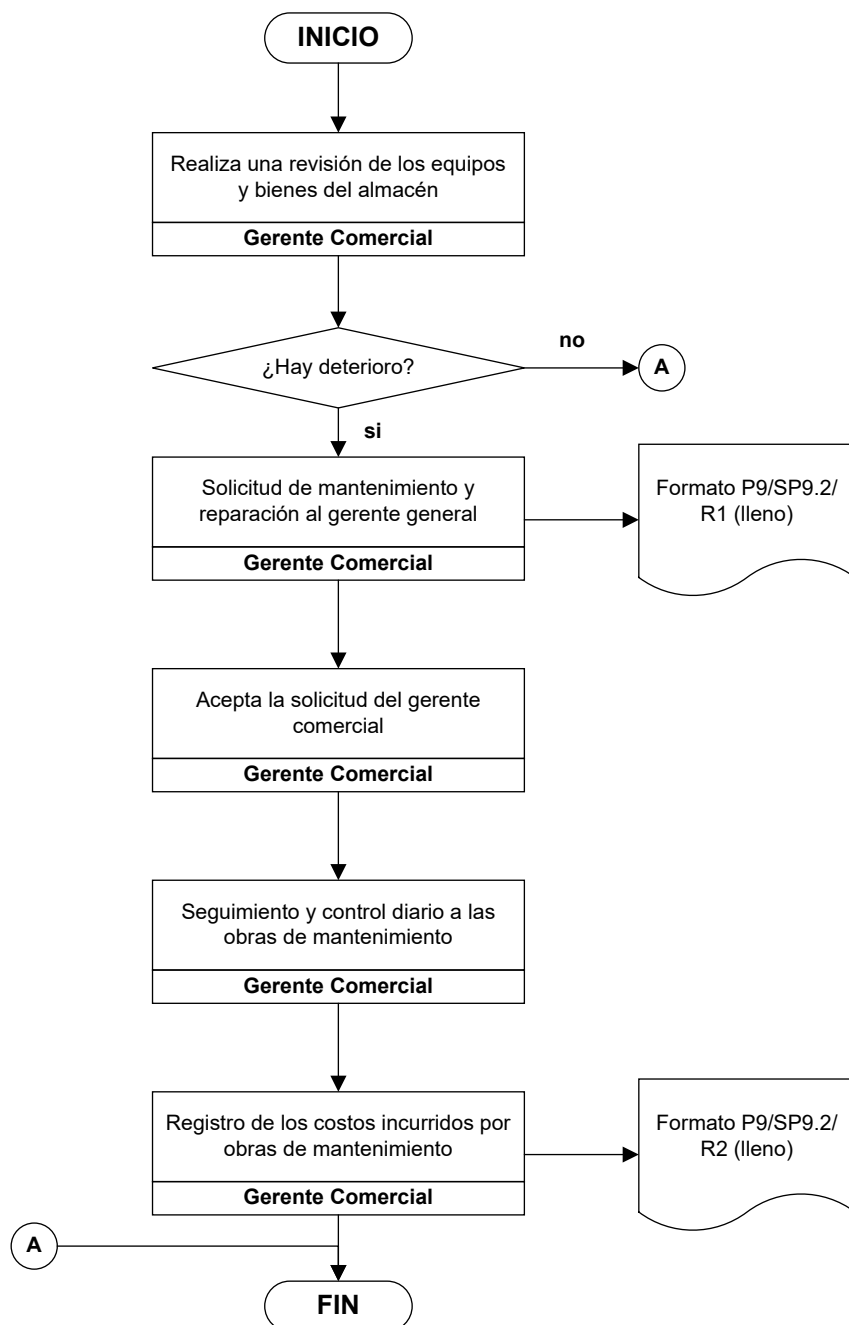 INICIO
Realiza una revisión de los equipos
y bienes del almacén
Gerente Comercial
¿Hay deterioro?
no
A
si
Solicitud de mantenimiento y
reparación al gerente general
Gerente Comercial
Formato P9/SP9.2/
R1 (lleno)
Acepta la solicitud del gerente
comercial
Gerente Comercial
Seguimiento y control diario a las
obras de mantenimiento
Gerente Comercial
Registro de los costos incurridos por
obras de mantenimiento
Gerente Comercial
Formato P9/SP9.2/
R2 (lleno)
A
FIN